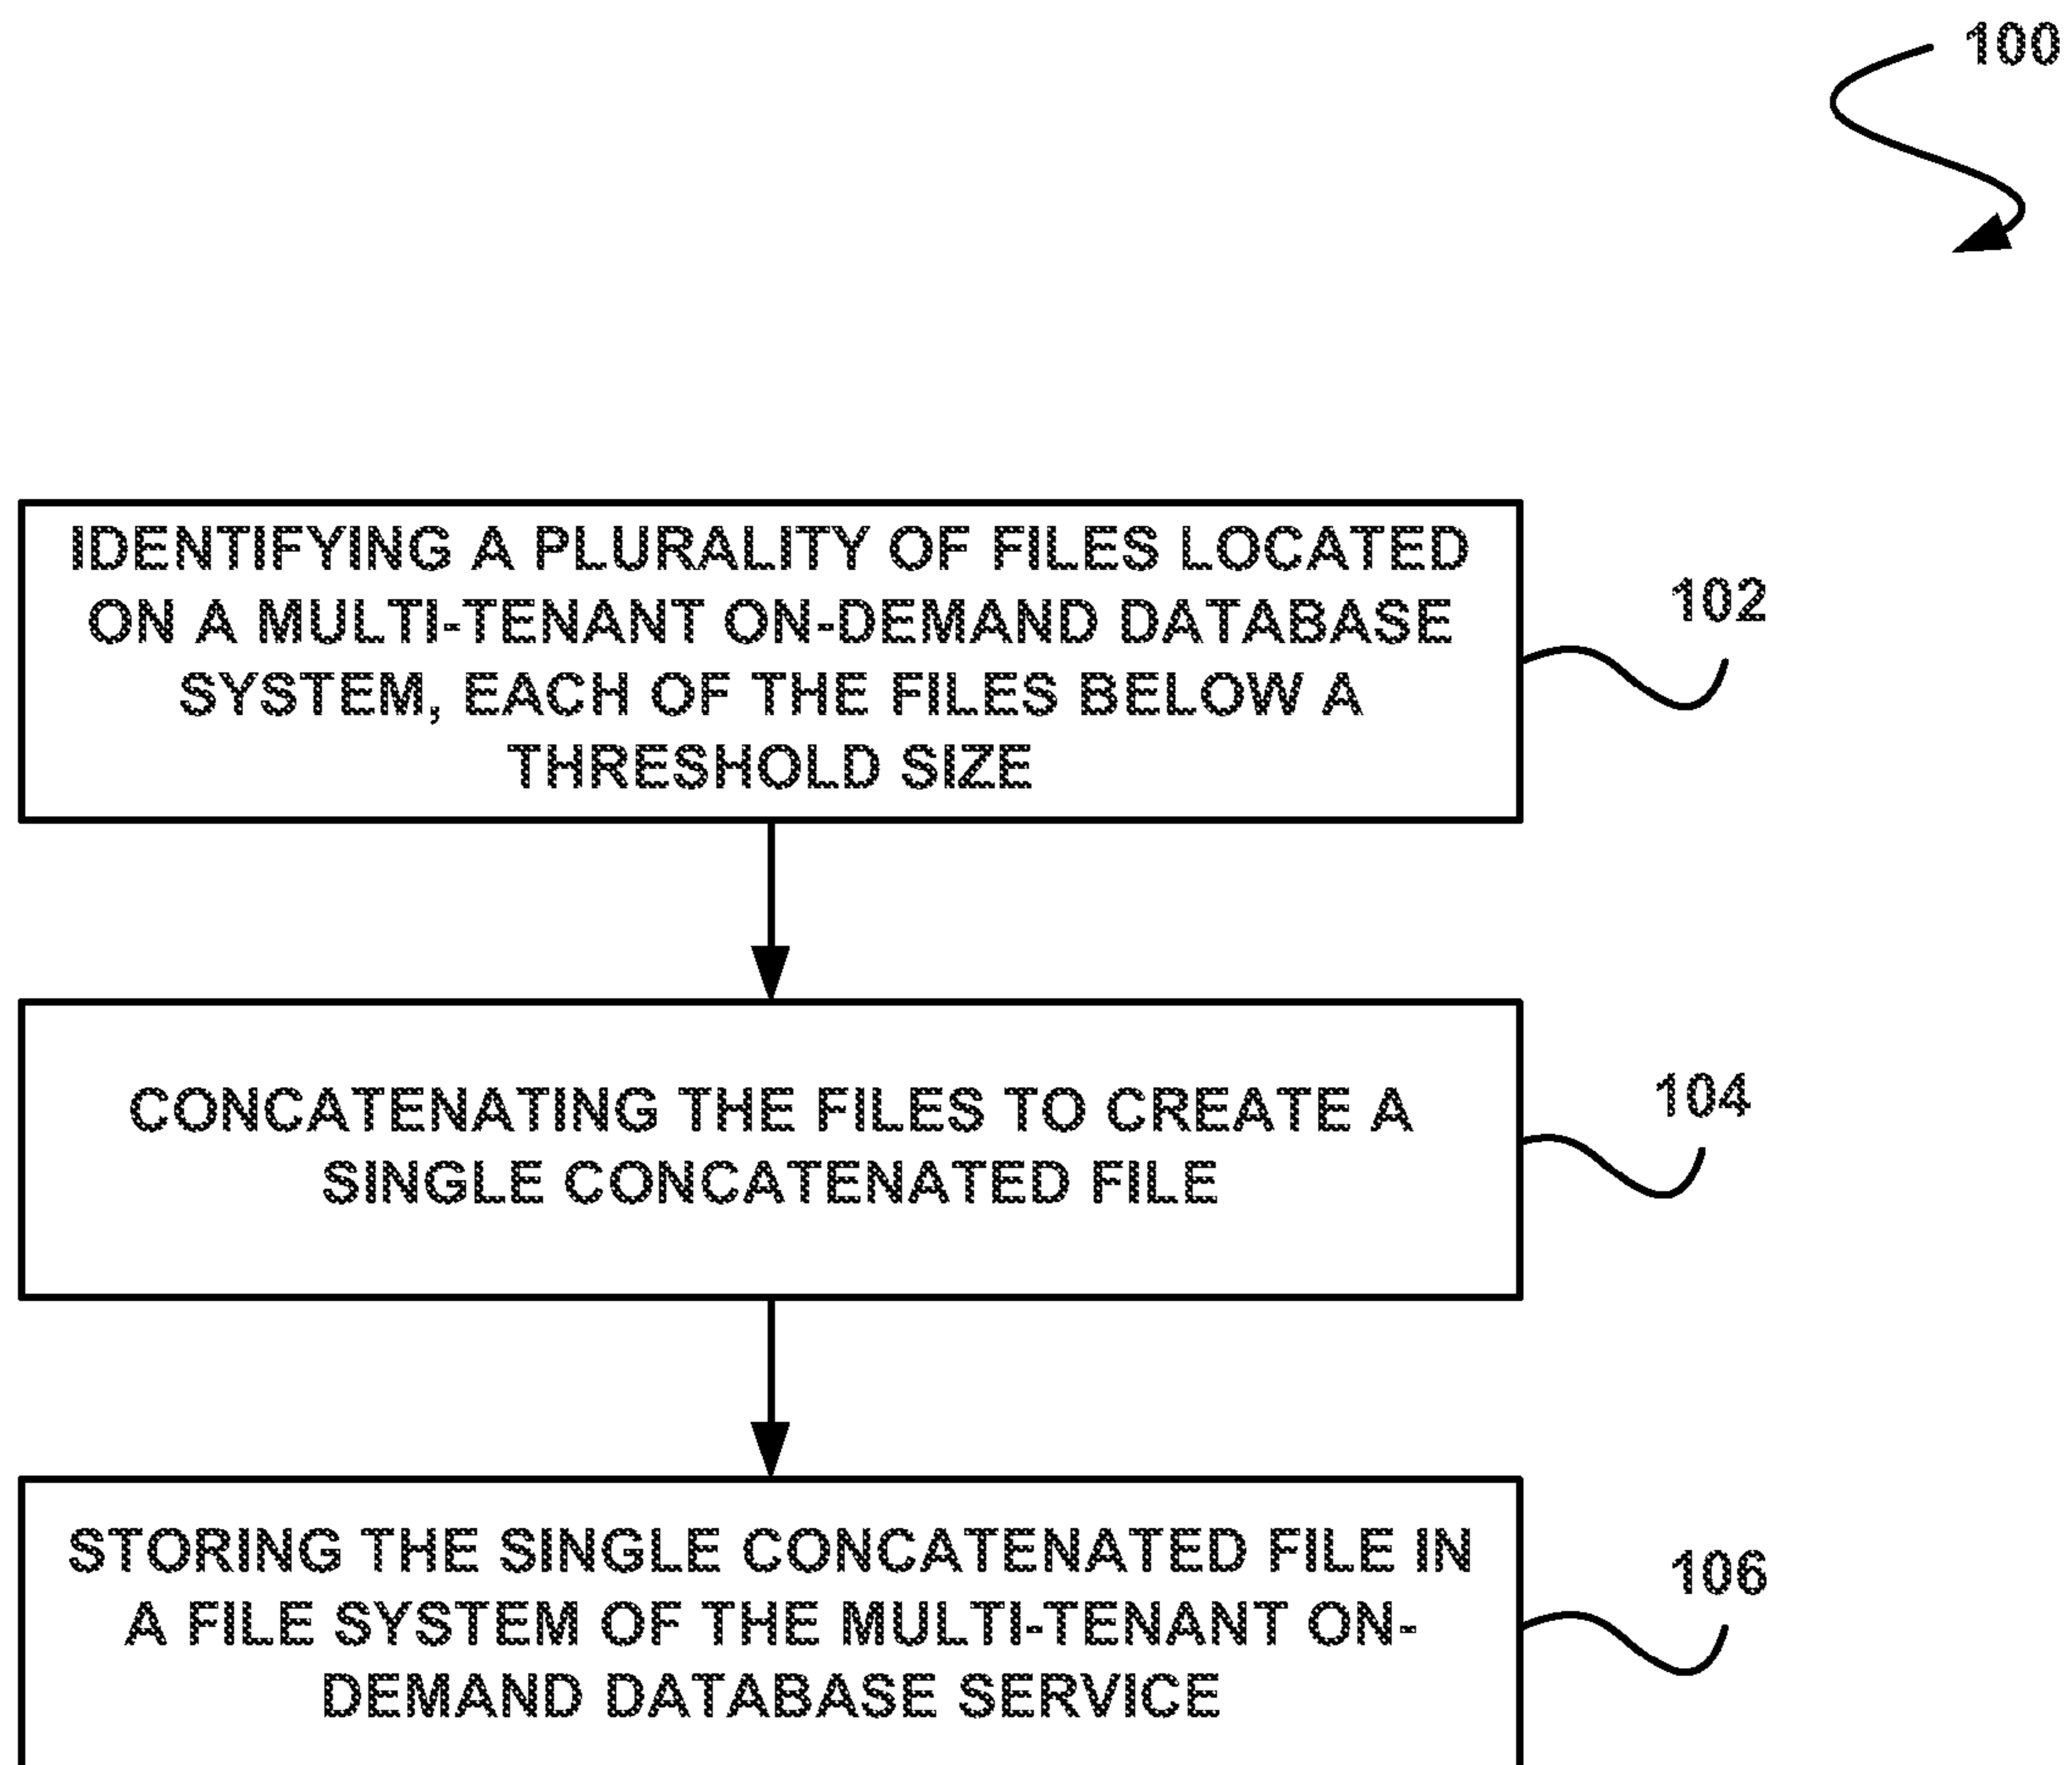 100
IDENTIFYING A PLURALITY OF FILES LOCATED
ON A MULTI-TENANT ON-DEMAND DATABASE
SYSTEM, EACH OF THE FILES BELOW A
THRESHOLD SIZE
102
CONCATENATING THE FILES TO CREATE A
SINGLE CONCATENATED FILE
104
STORING THE SINGLE CONCATENATED FILE IN
A FILE SYSTEM OF THE MULTI-TENANT ON-
DEMAND DATABASE SERVICE
106